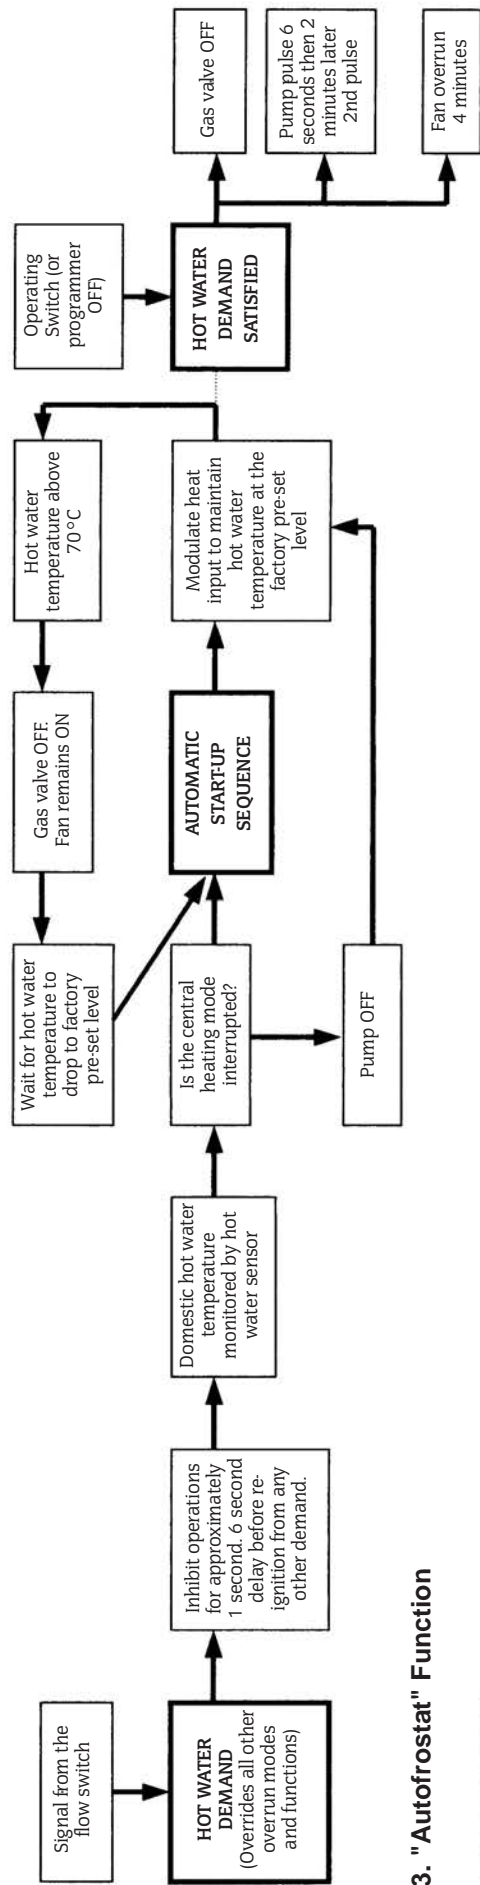 Signal from the
flow switch
HOT WATER
DEMAND
(Overrides all other
overrun modes
and functions)
Inhibit operations
for approximately
1 second. 6 second
delay before re-
ignition from any
other demand.
Domestic hot water
temperature
monitored by hot
water sensor
Is the central
heating mode
interrupted?
Pump OFF
AUTOMATIC
START-UP
SEQUENCE
Modulate heat
input to maintain
hot water
temperature at the
factory pre-set
level
Hot water
temperature above
70°C
Gas valve OFF.
Fan remains ON
Wait for hot water
temperature to
drop to factory
pre-set level
Operating
Switch (or
programmer
OFF)
HOT WATER
DEMAND
SATISFIED
Gas valve OFF
Pump pulse 6
seconds then 2
minutes later
2nd pulse
Fan overrun
4 minutes
3. "Autofrostat" Function